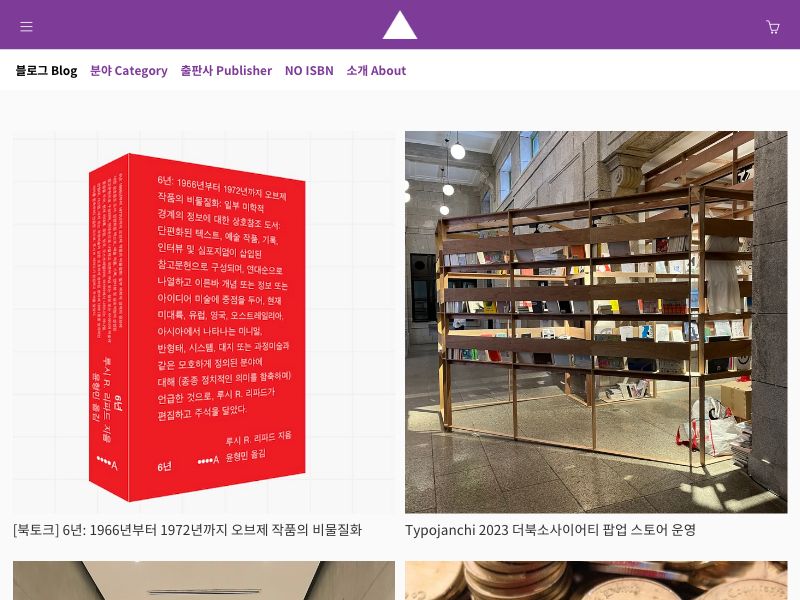 블로그 Blog
분야 Category
출판사 Publisher
NO ISBN
소개 About
6년: 1966년부터 1972년까지 오브제
작품의 비물질화: 일부 미학적
경계의 정보에 대한 상호참조 도서:
단편화된 텍스트, 예술 작품, 기록,
인터뷰 및 심포지엄이 삽입된
참고문헌으로 구성되며, 연대순으로
나열하고 이른바 개념 또는 정보 또는
아이디어 미술에 중점을 두어, 현재
미대륙, 유럽, 영국, 오스트레일리아,
아시아에서 나타나는 미니멀,
반형태, 시스템, 대지 또는 과정미술과
같은 모호하게 정의된 분야에
대해 (종종 정치적인 의미를 함축하며)
언급한 것으로, 루시 R. 리파드가
편집하고 주석을 달았다.
루시 R. 리파드 지음
윤형민 옮김
6년
A
6년
루시 R. 리파드 지음
윤형민 옮김
A
[북토크] 6년: 1966년부터 1972년까지 오브제 작품의 비물질화
Typojanchi 2023 더북소사이어티 팝업 스토어 운영